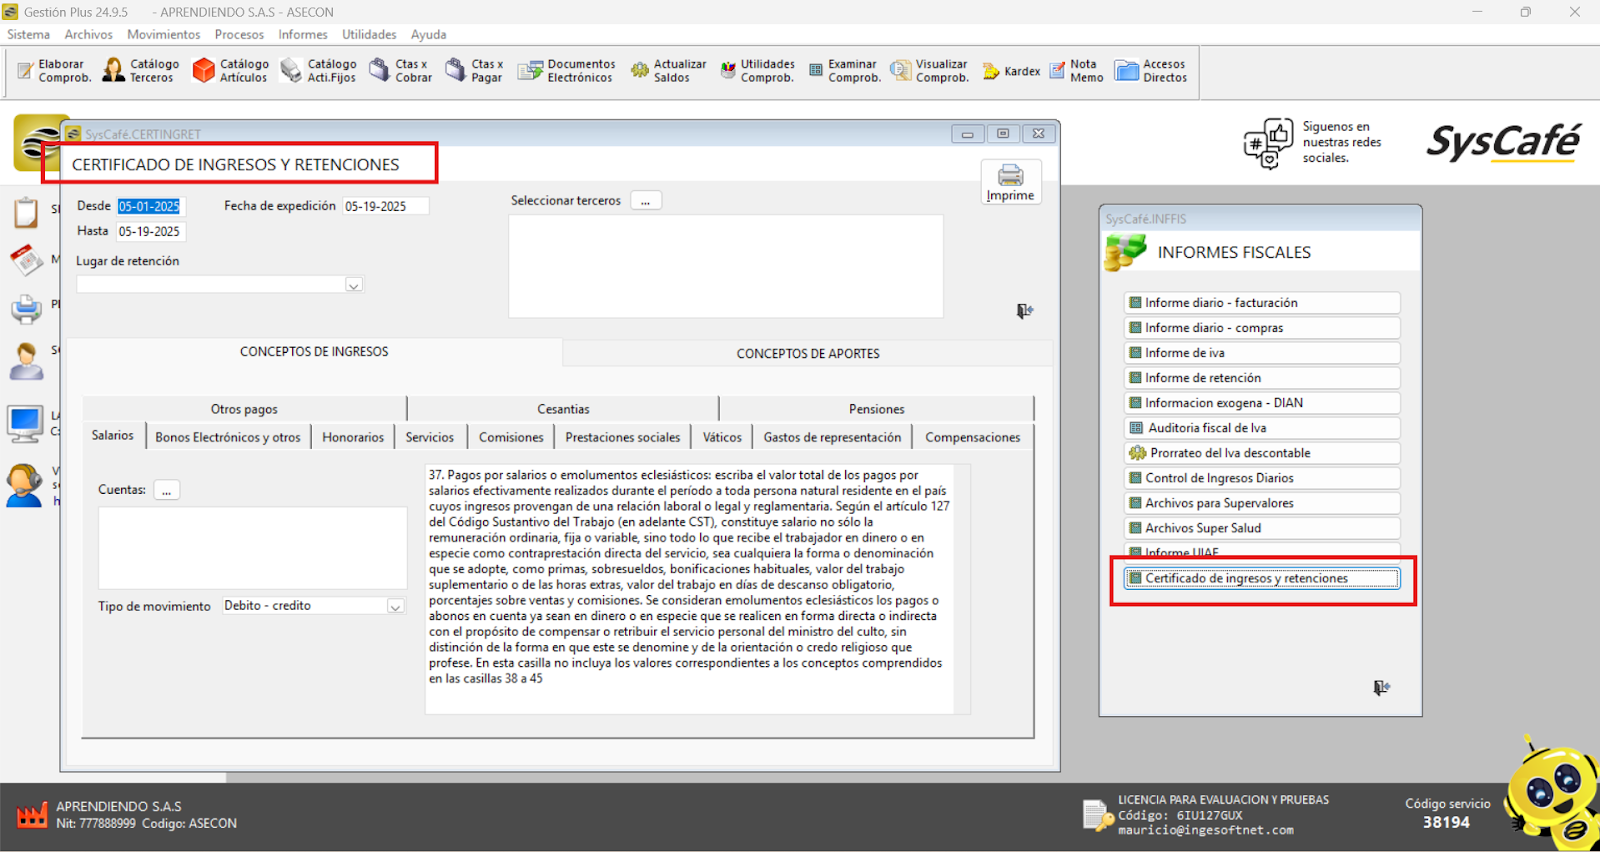 Gestión Plus 24.9.5 - APRENDIENDO S.A.S - ASECON
Sistema Archivos Movimientos Procesos Informes Utilidades Ayuda
Elaborar Comprob.
Catálogo Terceros
Catálogo Artículos
Catálogo Acti.Fijos
Ctas x Cobrar
Ctas x Pagar
Documentos Electrónicos
Actualizar Saldos
Utilidades Comprob.
Examinar Comprob.
Visualizar Comprob.
Kardex
Nota Memo
Accesos Directos
Siguenos en
nuestras redes
sociales.
SysCafé
SysCafé.CERTINGRET
CERTIFICADO DE INGRESOS Y RETENCIONES
Imprime
Desde 05-01-2025 Fecha de expedición 05-19-2025
Hasta 05-19-2025
Lugar de retención
Seleccionar terceros ...
CONCEPTOS DE INGRESOS CONCEPTOS DE APORTES
Otros pagos Cesantias Pensiones
Salarios Bonos Electrónicos y otros Honorarios Servicios Comisiones Prestaciones sociales Váticos Gastos de representación Compensaciones
Cuentas: ...
Tipo de movimiento Debito - credito
37. Pagos por salarios o emolumentos eclesiásticos: escriba el valor total de los pagos por
salarios efectivamente realizados durante el período a toda persona natural residente en el país
cuyos ingresos provengan de una relación laboral o legal y reglamentaria. Según el artículo 127
del Código Sustantivo del Trabajo (en adelante CST), constituye salario no sólo la
remuneración ordinaria, fija o variable, sino todo lo que recibe el trabajador en dinero o en
especie como contraprestación directa del servicio, sea cualquiera la forma o denominación
que se adopte, como primas, sobresueldos, bonificaciones habituales, valor del trabajo
suplementario o de las horas extras, valor del trabajo en días de descanso obligatorio,
porcentajes sobre ventas y comisiones. Se consideran emolumentos eclesiásticos los pagos o
abonos en cuenta ya sean en dinero o en especie que se realicen en forma directa o indirecta
con el propósito de compensar o retribuir el servicio personal del ministro del culto, sin
distinción de la forma en que este se denomine y de la orientación o credo religioso que
profese. En esta casilla no incluya los valores correspondientes a los conceptos comprendidos
en las casillas 38 a 45
SysCafé.INFFIS
INFORMES FISCALES
Informe diario - facturación
Informe diario - compras
Informe de iva
Informe de retención
Informacion exogena - DIAN
Auditoria fiscal de Iva
Prorrateo del Iva descontable
Control de Ingresos Diarios
Archivos para Supervalores
Archivos Super Salud
Informe UIAF
Certificado de ingresos y retenciones
APRENDIENDO S.A.S
Nit: 777888999 Codigo: ASECON
LICENCIA PARA EVALUACION Y PRUEBAS
Código: 6IU127GUX
mauricio@ingesoftnet.com
Código servicio
38194